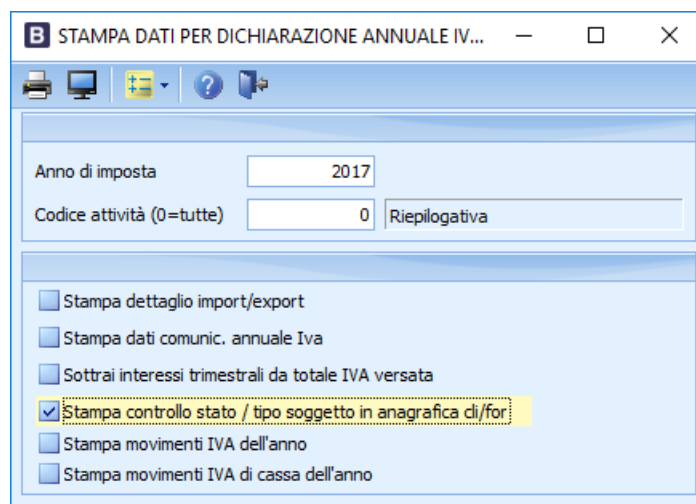 B STAMPA DATI PER DICHIARAZIONE ANNUALE IV...
Anno di imposta 2017
Codice attività (0=tutte) 0 Riepilogativa
Stampa dettaglio import/export
Stampa dati comunic. annuale Iva
Sottrai interessi trimestrali da totale IVA versata
Stampa controllo stato / tipo soggetto in anagrafica cli/for
Stampa movimenti IVA dell'anno
Stampa movimenti IVA di cassa dell'anno